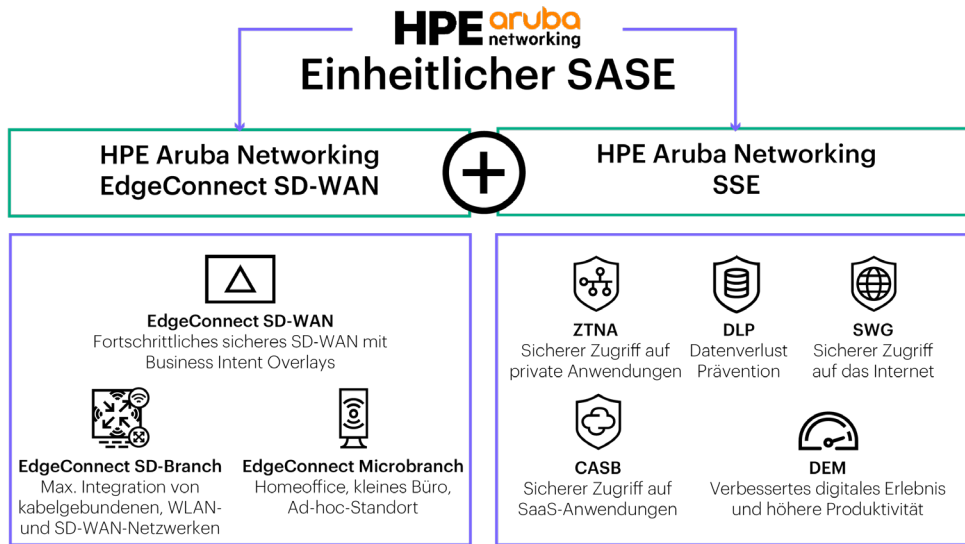 HPE aruba
networking
Einheitlicher SASE
HPE Aruba Networking
EdgeConnect SD-WAN
HPE Aruba Networking
SSE
EdgeConnect SD-WAN
Fortschrittliches sicheres SD-WAN mit
Business Intent Overlays
EdgeConnect SD-Branch
Max. Integration von
kabelgebundenen, WLAN-
und SD-WAN-Netzwerken
EdgeConnect Microbranch
Homeoffice, kleines Büro,
Ad-hoc-Standort
ZTNA
Sicherer Zugriff auf
private Anwendungen
DLP
Datenverlust
Prävention
SWG
Sicherer Zugriff
auf das Internet
CASB
Sicherer Zugriff auf
SaaS-Anwendungen
DEM
Verbessertes digitales Erlebnis
und höhere Produktivität